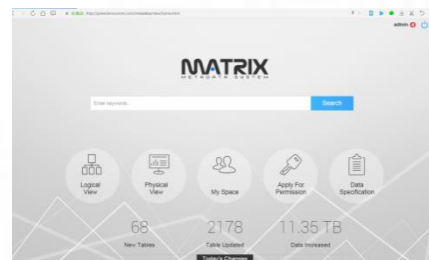 admin
MATRIX
METADATA SYSTEM
Enter keywords...
Search
Logical View
Physical View
My Space
Apply For Permission
Data Specification
68
2178
11.35 TB
New Tables
Table Updated
Data Increased
Today's Changes